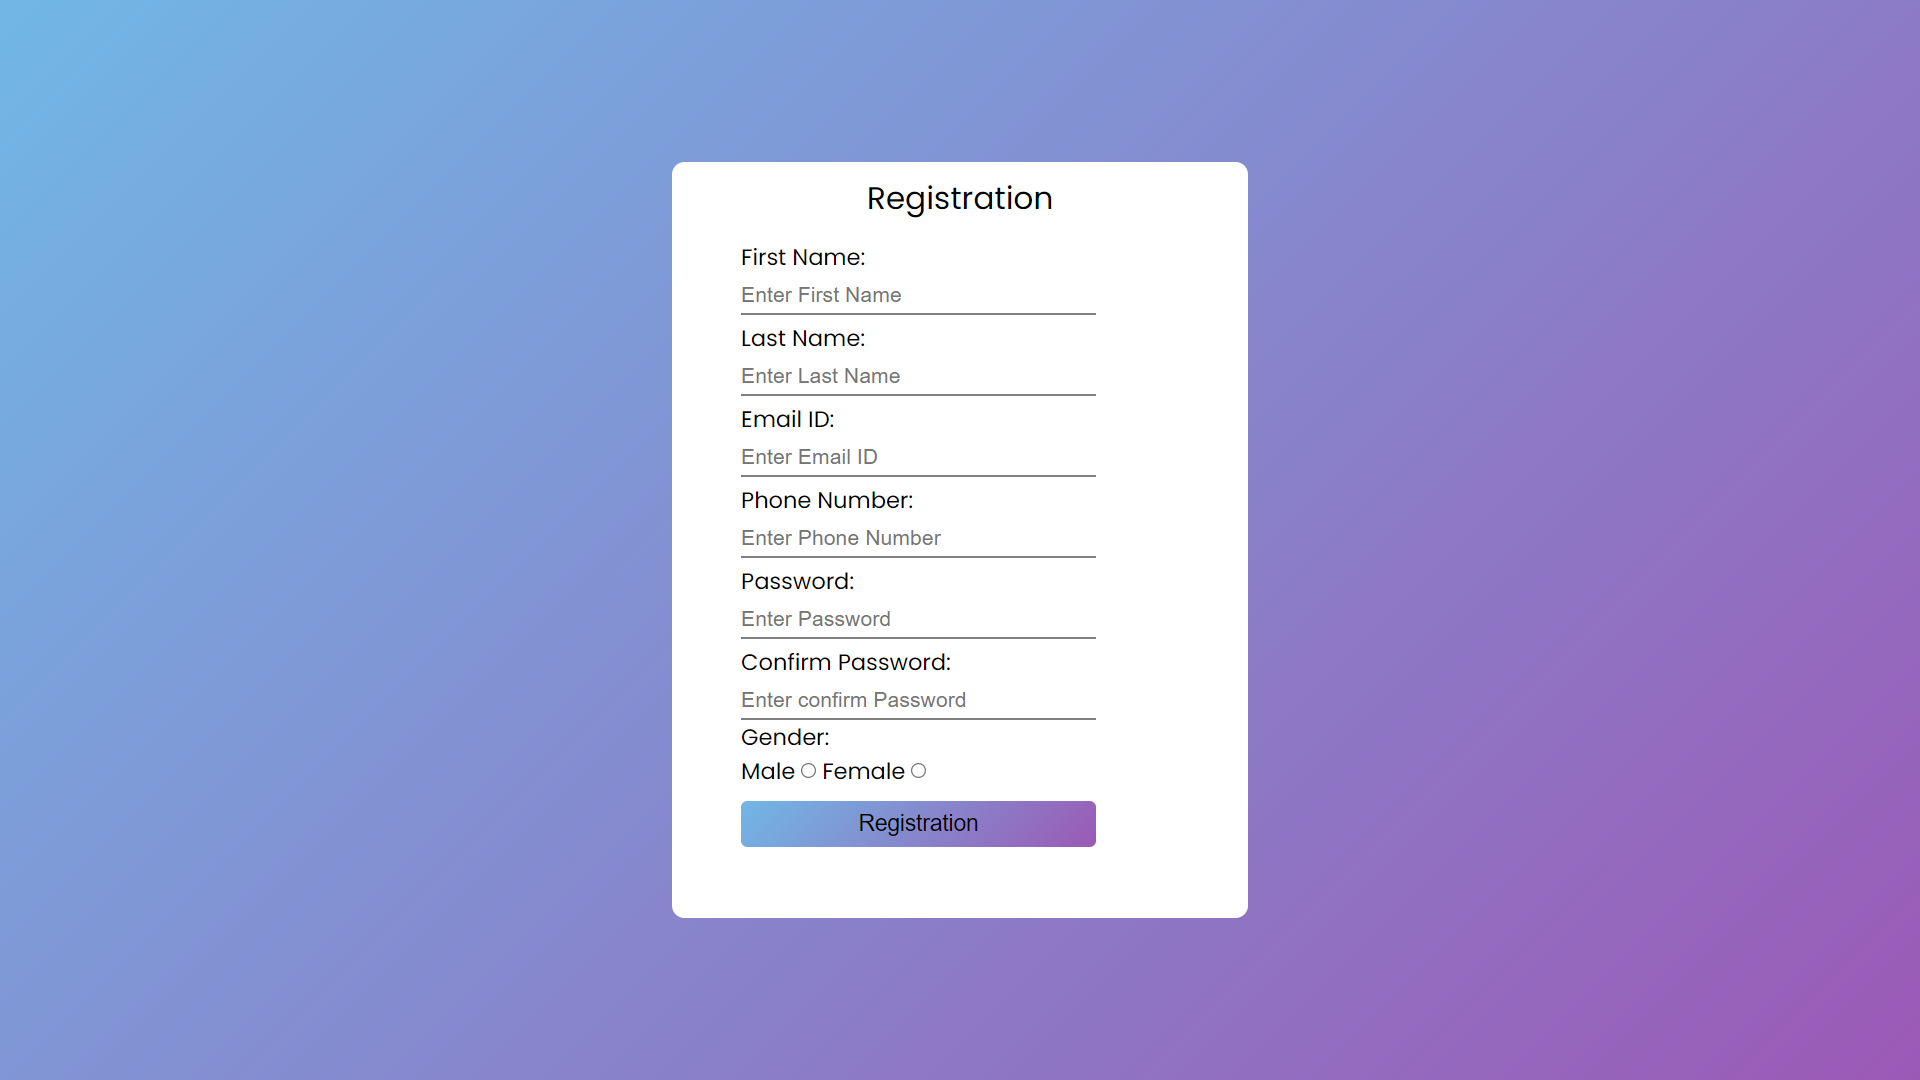 Registration
First Name:
Enter First Name
Last Name:
Enter Last Name
Email ID:
Enter Email ID
Phone Number:
Enter Phone Number
Password:
Enter Password
Confirm Password:
Enter confirm Password
Gender:
Male Female
Registration